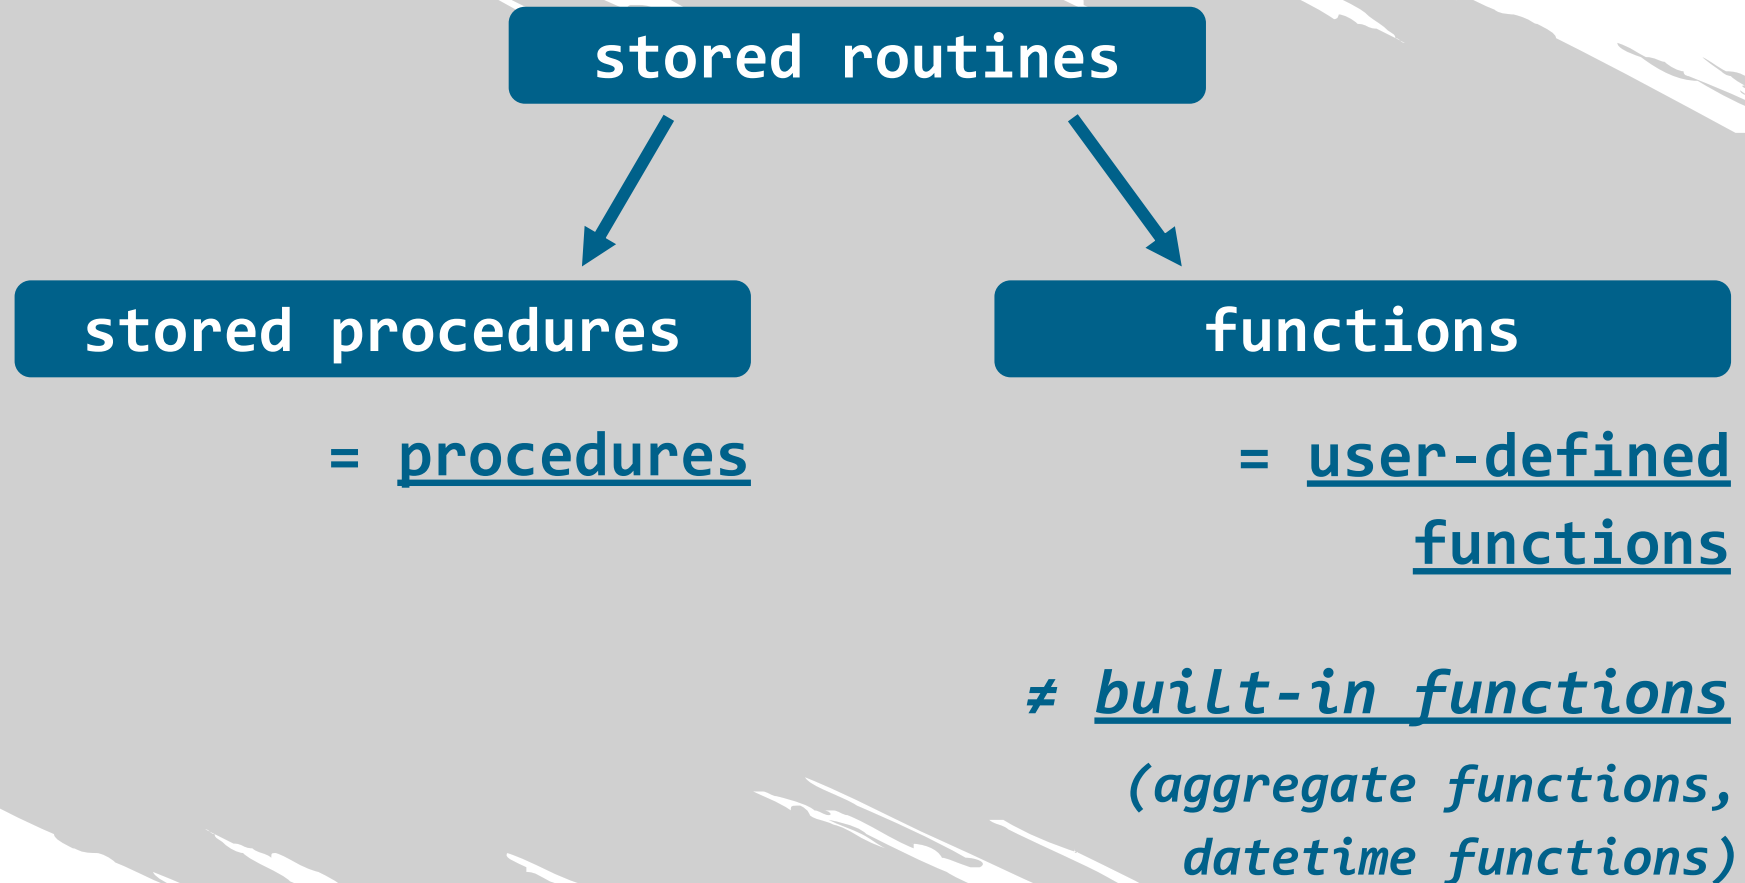 stored routines
stored procedures
functions
= procedures
= user-defined
functions
≠ built-in functions
(aggregate functions,
datetime functions)